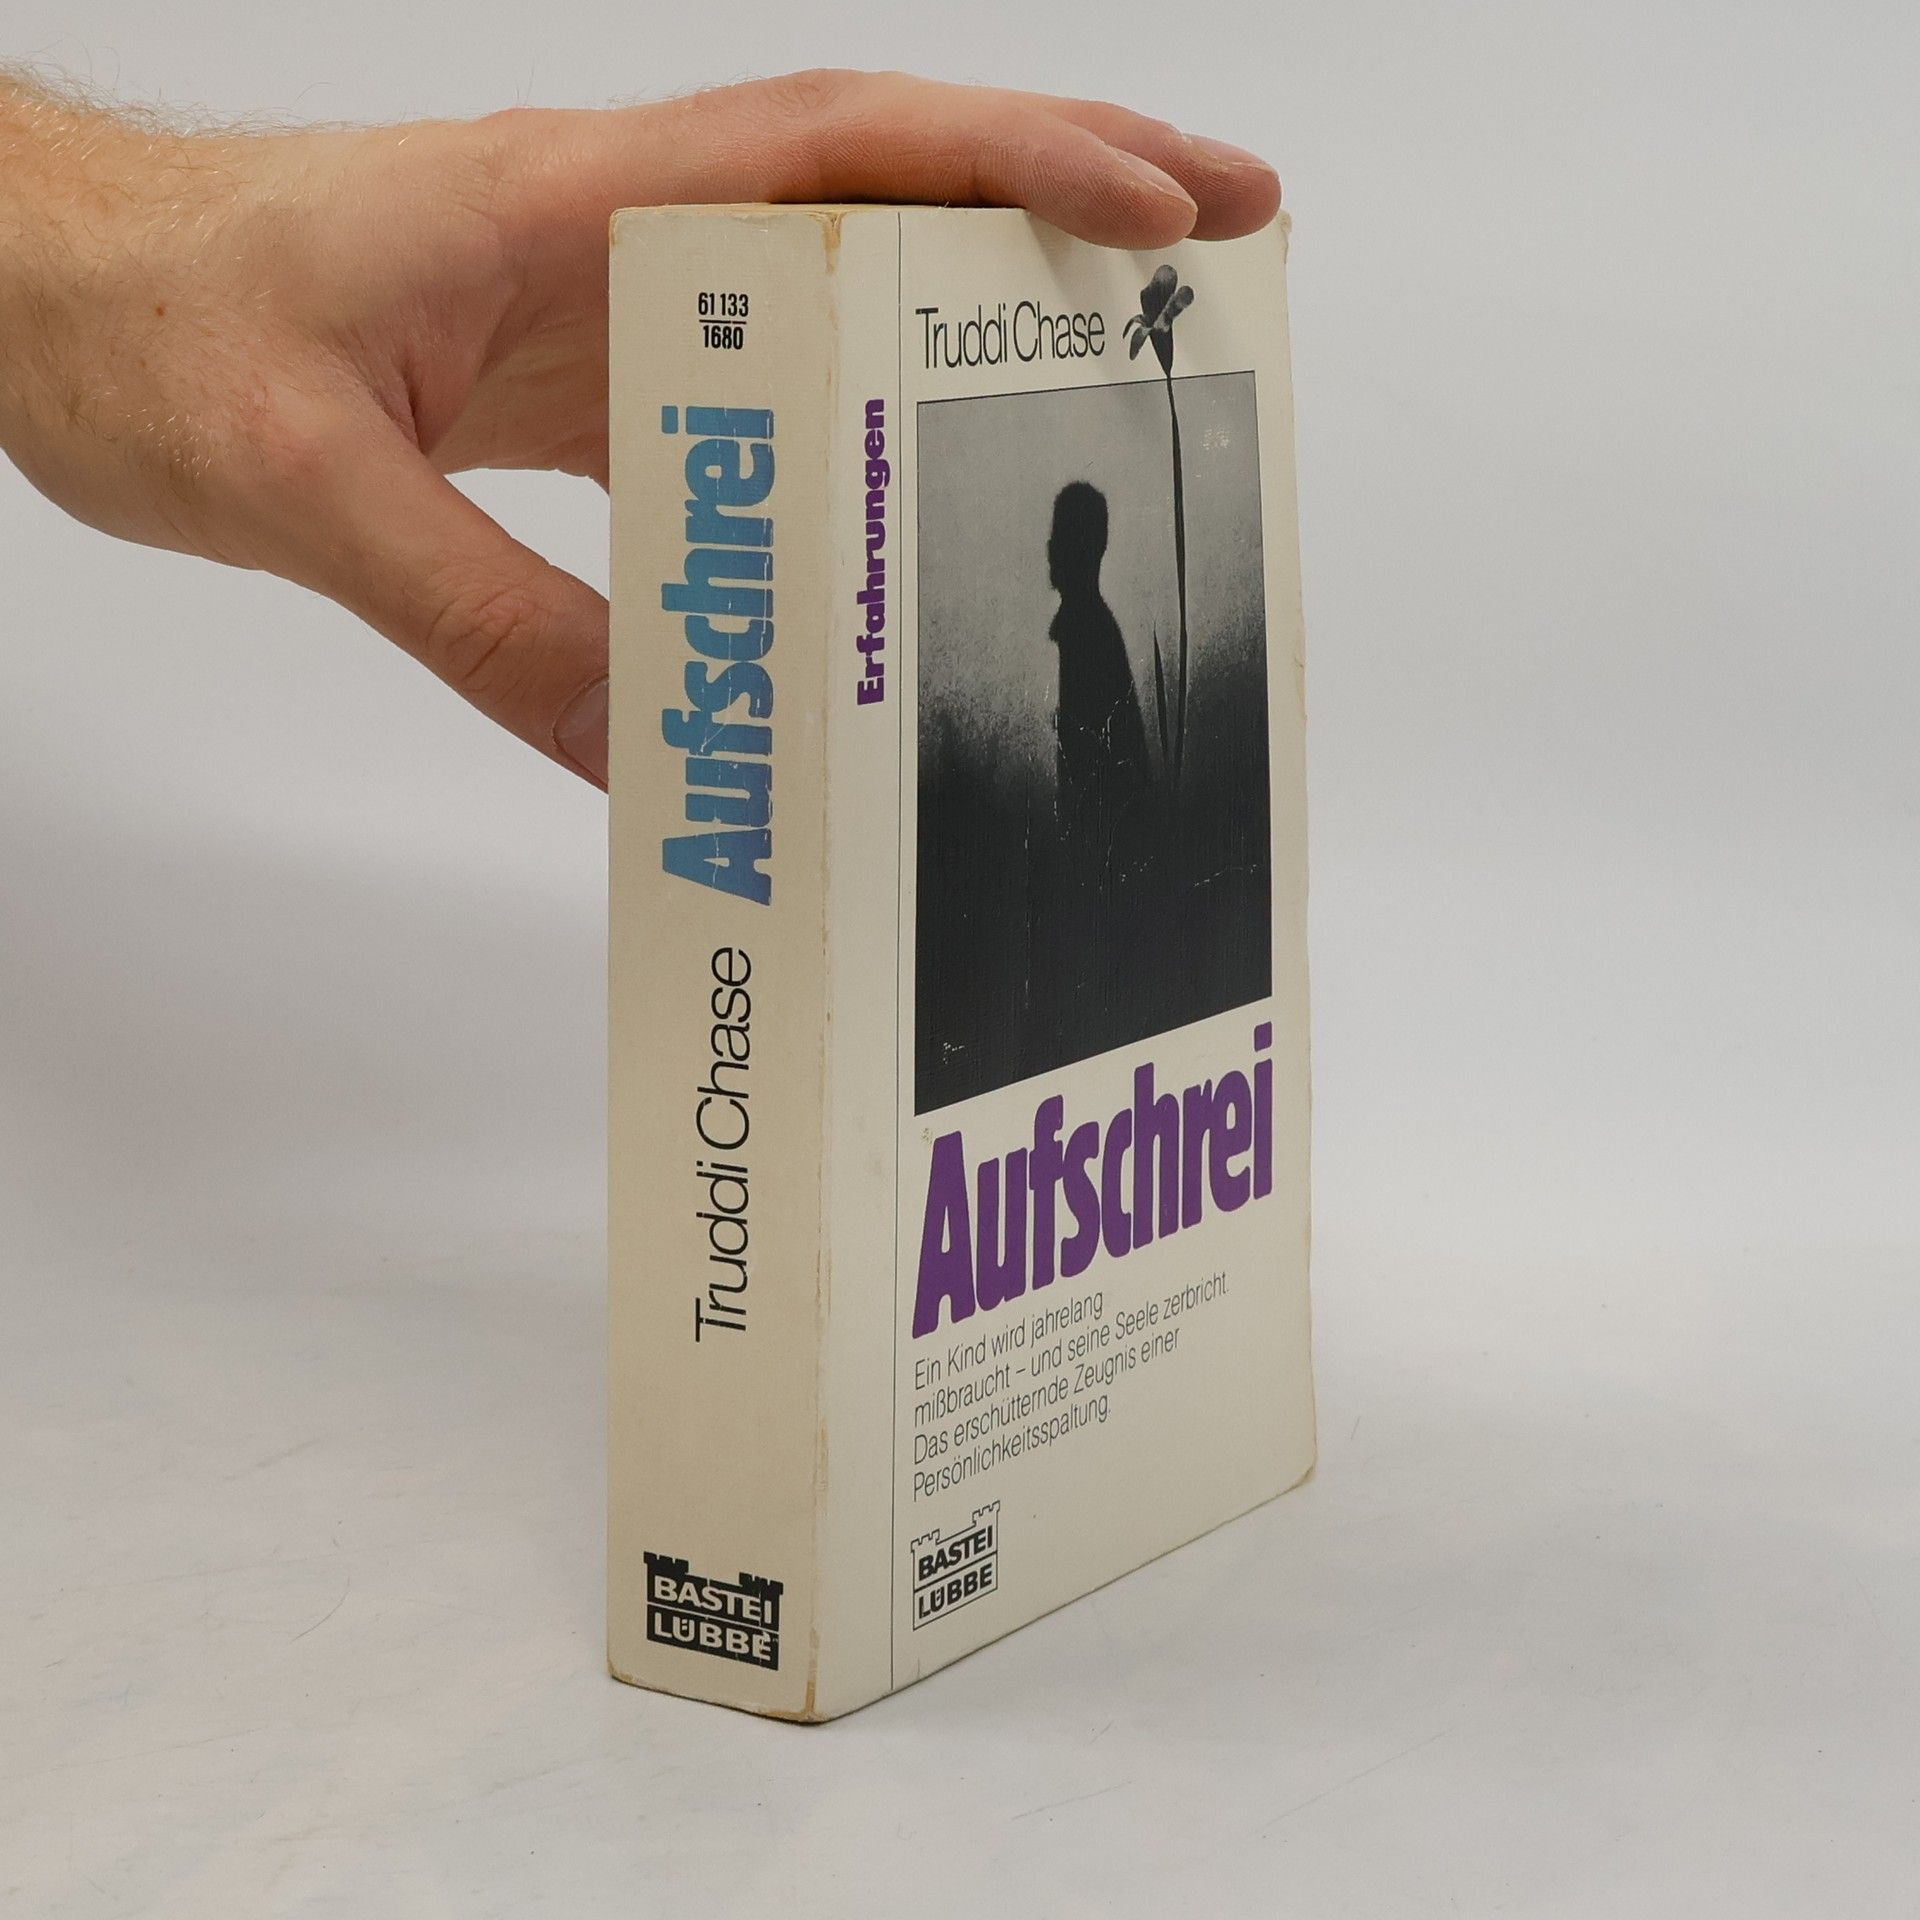 61 133
1680
Truddi Chase Aufschrei
BASTEI
LÜBBE
Erfahrungen
Truddi Chase
Aufschrei
Ein Kind wird jahrelang
mißbraucht – und seine Seele zerbricht.
Das erschütternde Zeugnis einer
Persönlichkeitsspaltung.
BASTEI
LÜBBE